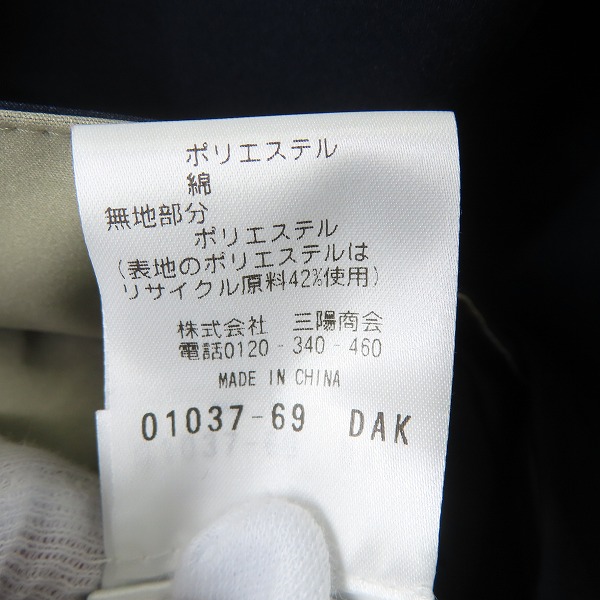 ポリエステル
綿
無地部分
ポリエステル
(表地のポリエステルは
リサイクル原料42%使用)
株式会社 三陽商会
電話0120-340-460
MADE IN CHINA
01037-69 DAK